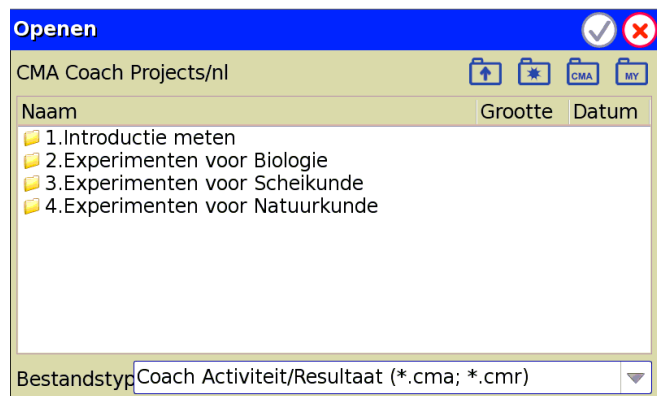 Openen
CMA Coach Projects/nl CMA MY
Naam Grootte Datum
1.Introductie meten
2.Experimenten voor Biologie
3.Experimenten voor Scheikunde
4.Experimenten voor Natuurkunde
Bestandstyp Coach Activiteit/Resultaat (*.cma; *.cmr)